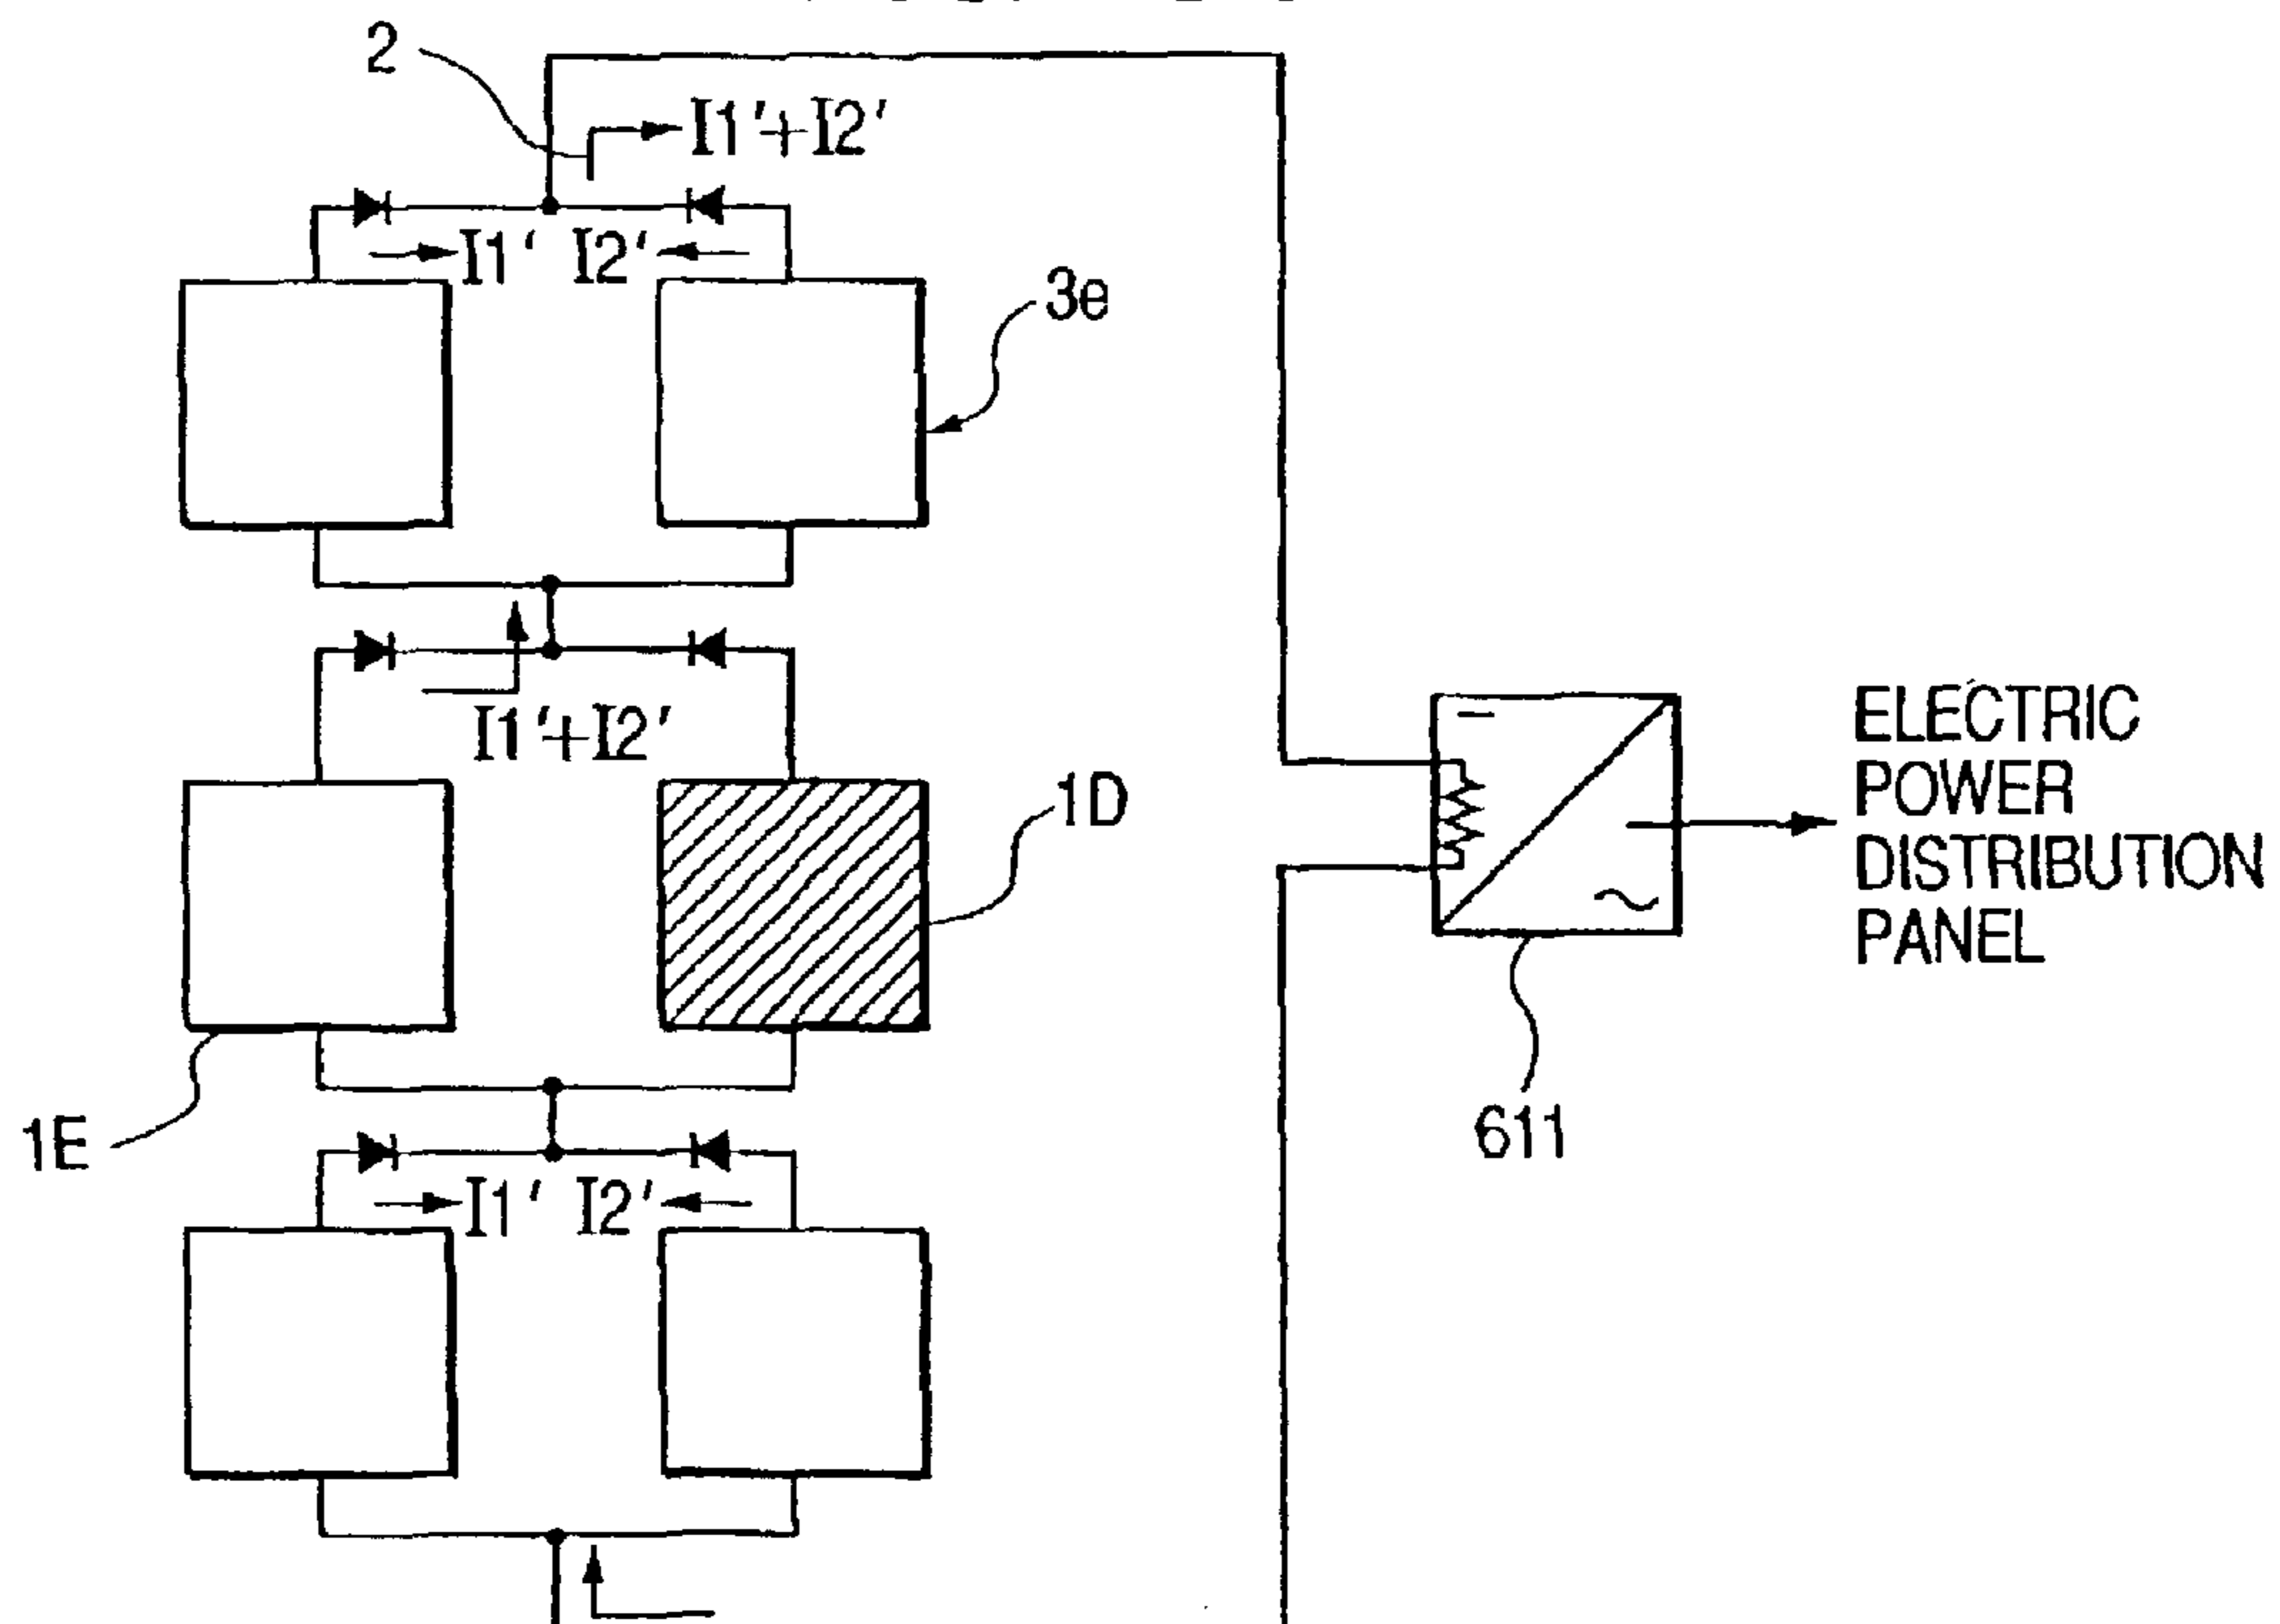 2
I1'+I2'
I1' I2'
3e
I1'+I2'
1D
ELECTRIC
POWER
DISTRIBUTION
PANEL
1E
611
I1' I2'